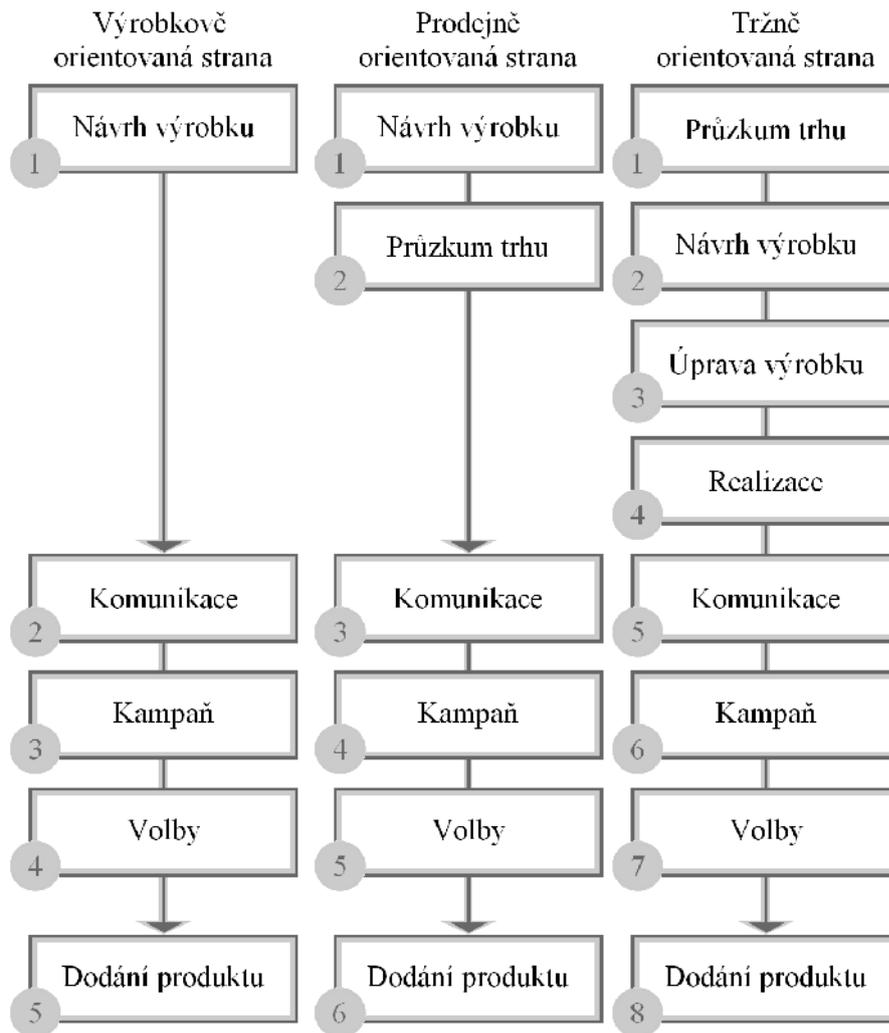 Výrobkově
orientovaná strana
Návrh výrobku
1
Komunikace
2
Kampaň
3
Volby
4
Dodání produktu
5
Prodejně
orientovaná strana
Návrh výrobku
1
Průzkum trhu
2
Komunikace
3
Kampaň
4
Volby
5
Dodání produktu
6
Tržně
orientovaná strana
Průzkum trhu
1
Návrh výrobku
2
Úprava výrobku
3
Realizace
4
Komunikace
5
Kampaň
6
Volby
7
Dodání produktu
8